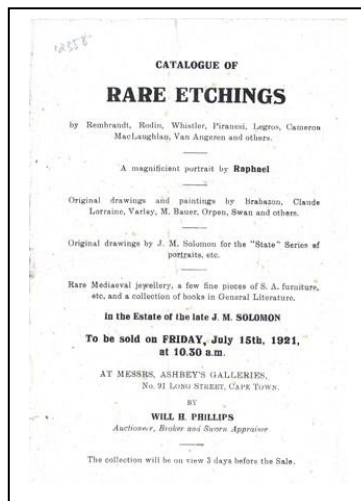 12358
CATALOGUE OF
RARE ETCHINGS
by Rembrandt, Rodin, Whistler, Piranesi, Legros, Cameron
MacLaughlan, Van Angeren and others.
A magnificient portrait by Raphael
Original drawings and paintings by Brabazon, Claude
Lorraine, Varley, M. Bauer, Orpen, Swan and others.
Original drawings by J. M. Solomon for the "State" Series of
portraits, etc.
Rare Mediaeval jewellery, a few fine pieces of S. A. furniture,
etc, and a collection of books in General Literature.
in the Estate of the late J. M. SOLOMON
To be sold on FRIDAY, July 15th, 1921,
at 10.30 a.m.
AT MESSRS, ASHBEY'S GALLERIES,
No. 91 LONG STREET, CAPE TOWN.
BY
WILL H. PHILLIPS
Auctioneer, Broker and Sworn Appraiser
The collection will be on view 3 days before the Sale.